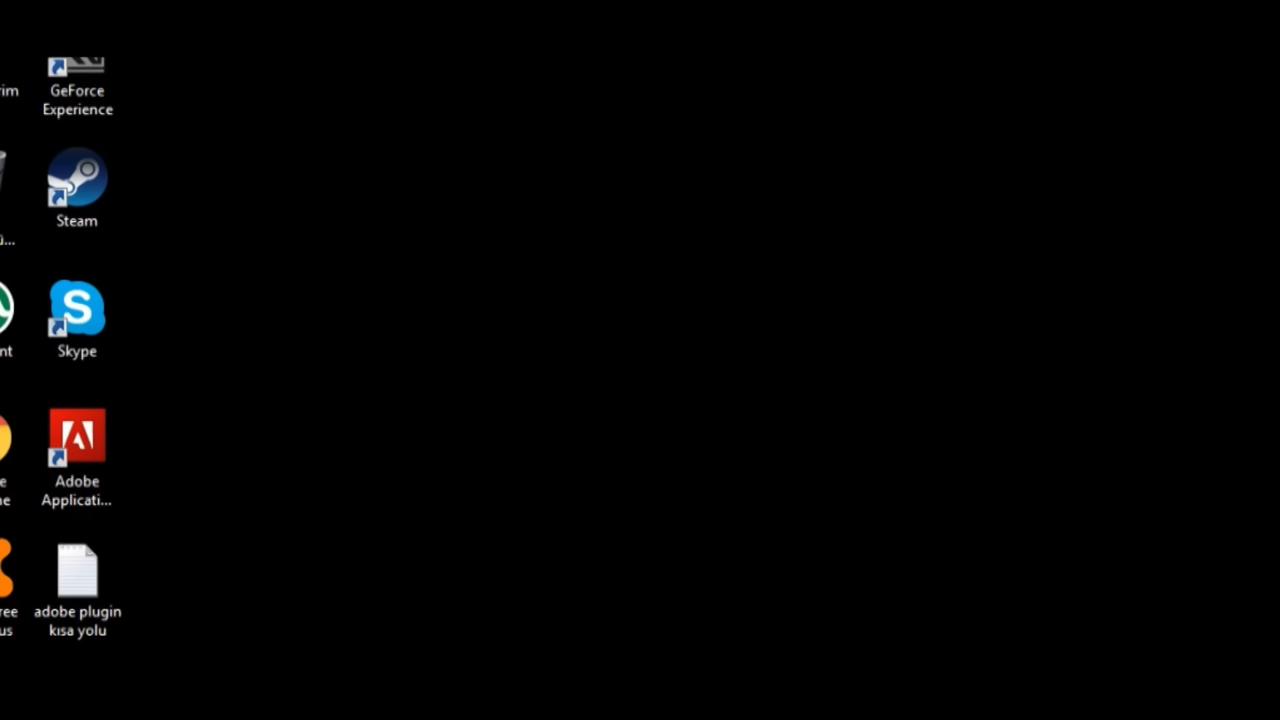 GeForce
Experience
Steam
Skype
Adobe
Applicati...
adobe plugin
kısa yolu